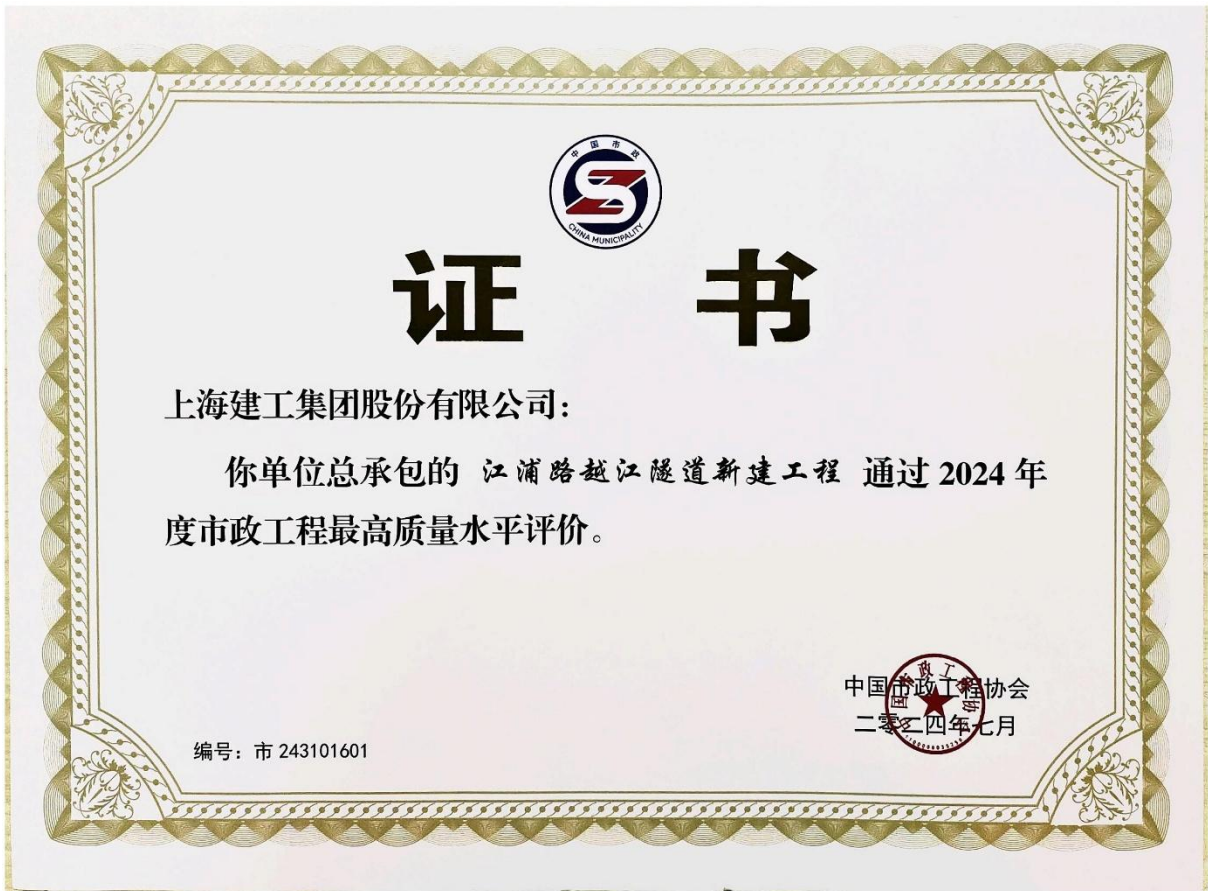 中国市政
CHINA MUNICIPALITY
证 书
上海建工集团股份有限公司：
你单位总承包的 江浦路越江隧道新建工程 通过 2024 年
度市政工程最高质量水平评价。
中国市政工程协会
二零二四年七月
编号：市 243101601